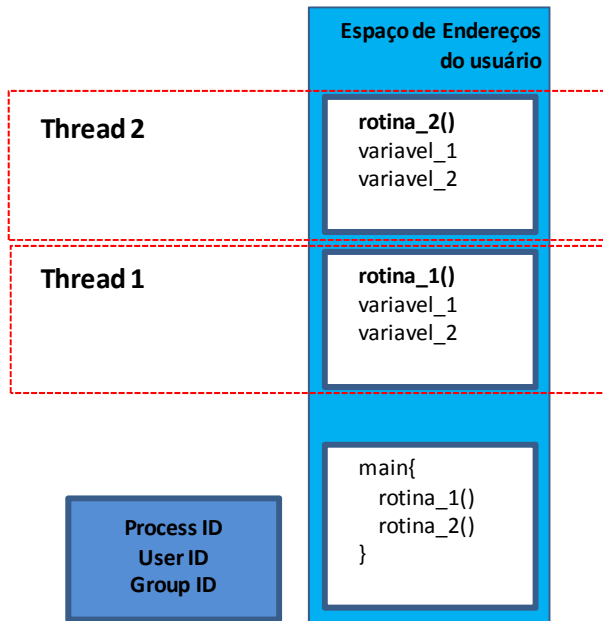 Espaço de Endereços
do usuário
Thread 2
rotina_2()
variavel_1
variavel_2
Thread 1
rotina_1()
variavel_1
variavel_2
main{
rotina_1()
rotina_2()
}
Process ID
User ID
Group ID